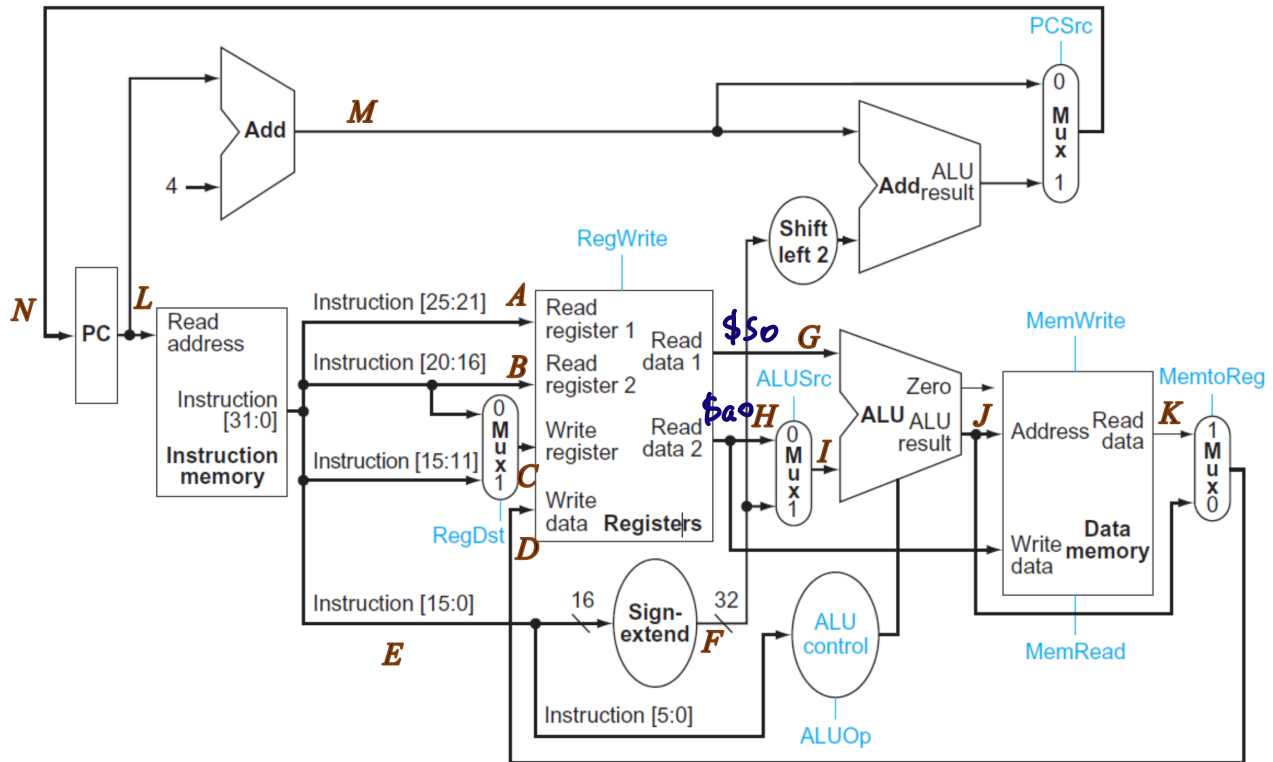 PCSrc
M
Add
4
0
M
u
x
1
Add
ALU
result
Shift
left 2
RegWrite
N
L
PC
Read
address
Instruction
[31:0]
Instruction
memory
Instruction [25:21]
A
Instruction [20:16]
B
0
M
u
x
1
Instruction [15:11]
C
RegDst
D
Read
register 1
Read
register 2
Write
register
Write
data
Registers
Read
data 1
Read
data 2
$s0
G
$a0
H
ALUSrc
0
M
u
x
1
I
Zero
ALU
ALU
result
J
MemWrite
Address
Read
data
Write
data
Data
memory
MemRead
K
MemtoReg
1
M
u
x
0
Instruction [15:0]
E
16
Sign-
extend
32
F
ALU
control
Instruction [5:0]
ALUOp